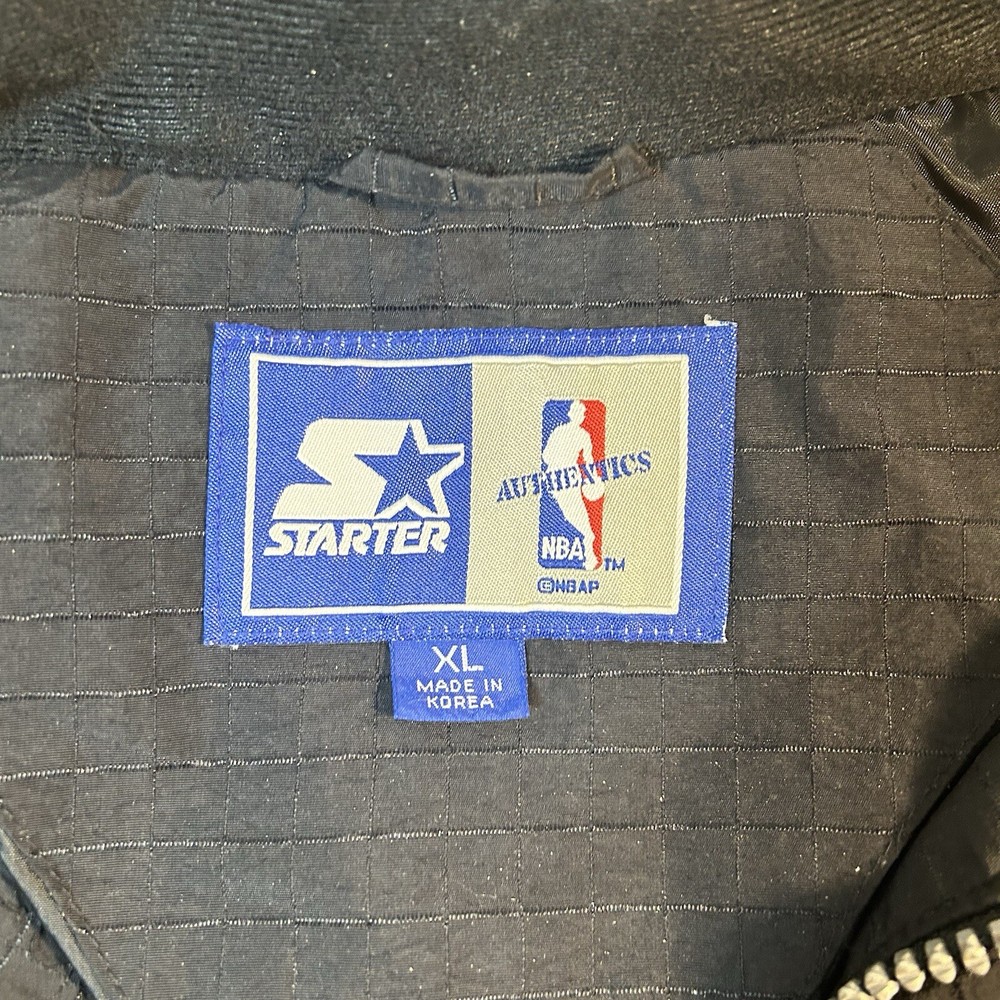 STARTER
AUTHENTICS
NBA
TM
©NBAP
XL
MADE IN
KOREA